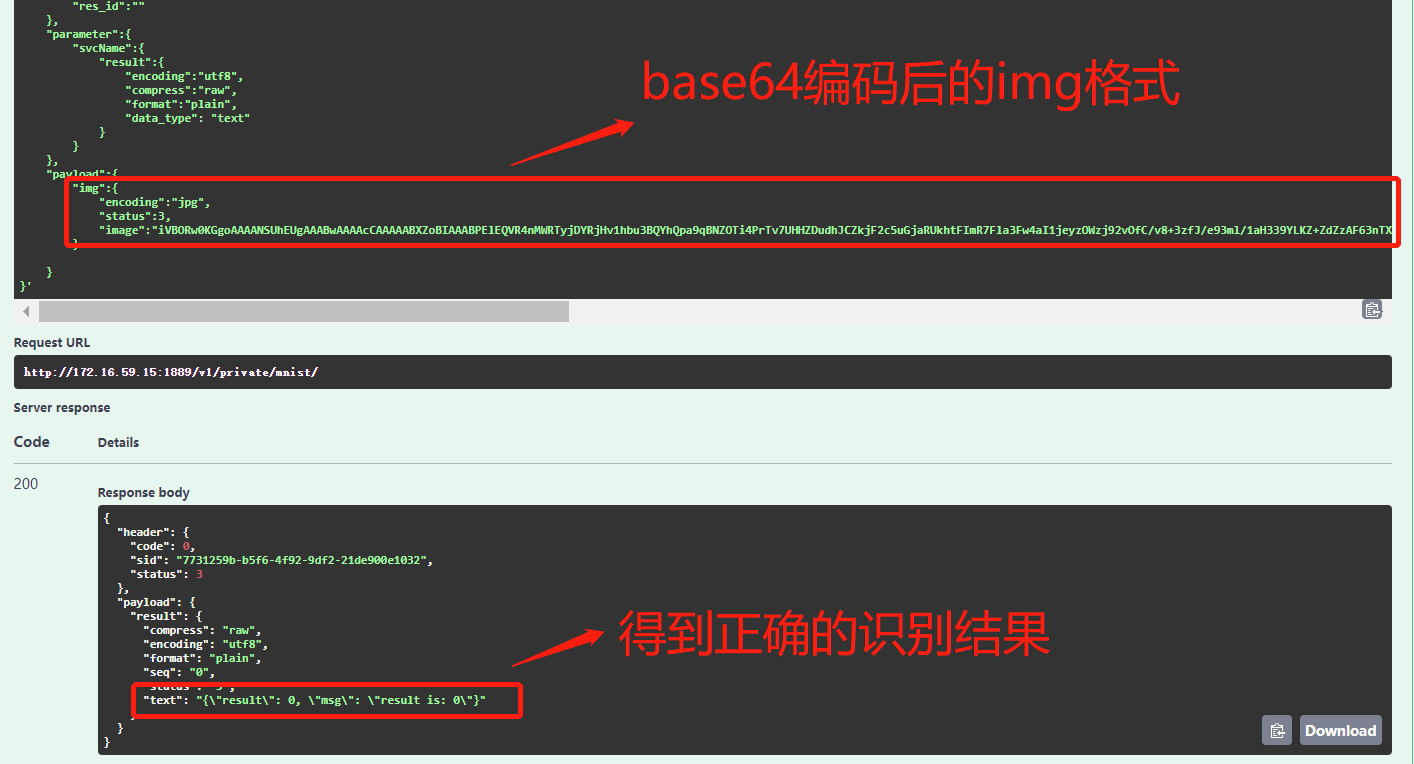 "res_id":""
},
"parameter":{
"svcName":{
"result":{
"encoding":"utf8",
"compress":"raw",
"format":"plain",
"data_type": "text"
}
}
},
"payload":{
"img":{
"encoding":"jpg",
"status":3,
"image":"iVBORw0KGgoAAAANSUhEUgAAABwAAAAcCAAAAABXZoBIAAABPElEQVR4nMWRTyjDYRjHv1hbu3BQYhQpa9qBNZOTi4PrTv7UHHZDudhJCZkjF2c5uGjaRUkhtFImR7Fla3Fw4aI1jeyzOWzj92vOfC/v8+3zfJ/e93ml/1aH339YLKZ+ZdZzAF63nTX
}
}'
base64编码后的img格式
Request URL
http://172.16.59.15:1889/v1/private/mnist/
Server response
Code Details
200
Response body
{
"header": {
"code": 0,
"sid": "7731259b-b5f6-4f92-9df2-21de900e1032",
"status": 3
},
"payload": {
"result": {
"compress": "raw",
"encoding": "utf8",
"format": "plain",
"seq": "0",
"text": "{\"result\": 0, \"msg\": \"result is: 0\"}"
}
}
得到正确的识别结果
Download